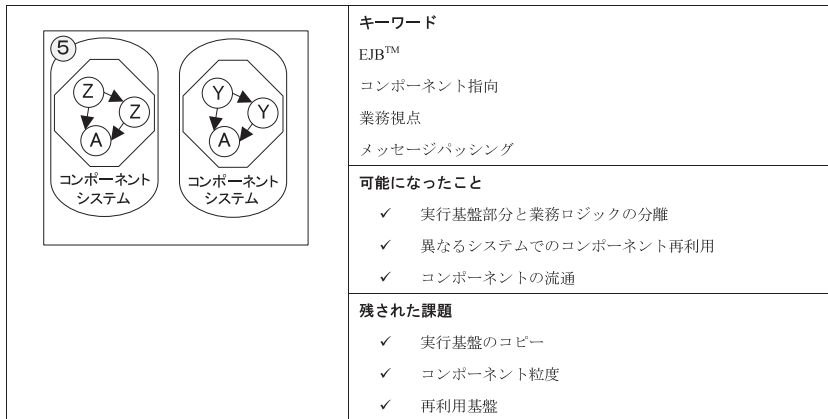 5
Z
Z
A
コンポーネント
システム
Y
Y
A
コンポーネント
システム
キーワード
EJB™
コンポーネント指向
業務視点
メッセージパッシング
可能になったこと
✓ 実行基盤部分と業務ロジックの分離
✓ 異なるシステムでのコンポーネント再利用
✓ コンポーネントの流通
残された課題
✓ 実行基盤のコピー
✓ コンポーネント粒度
✓ 再利用基盤